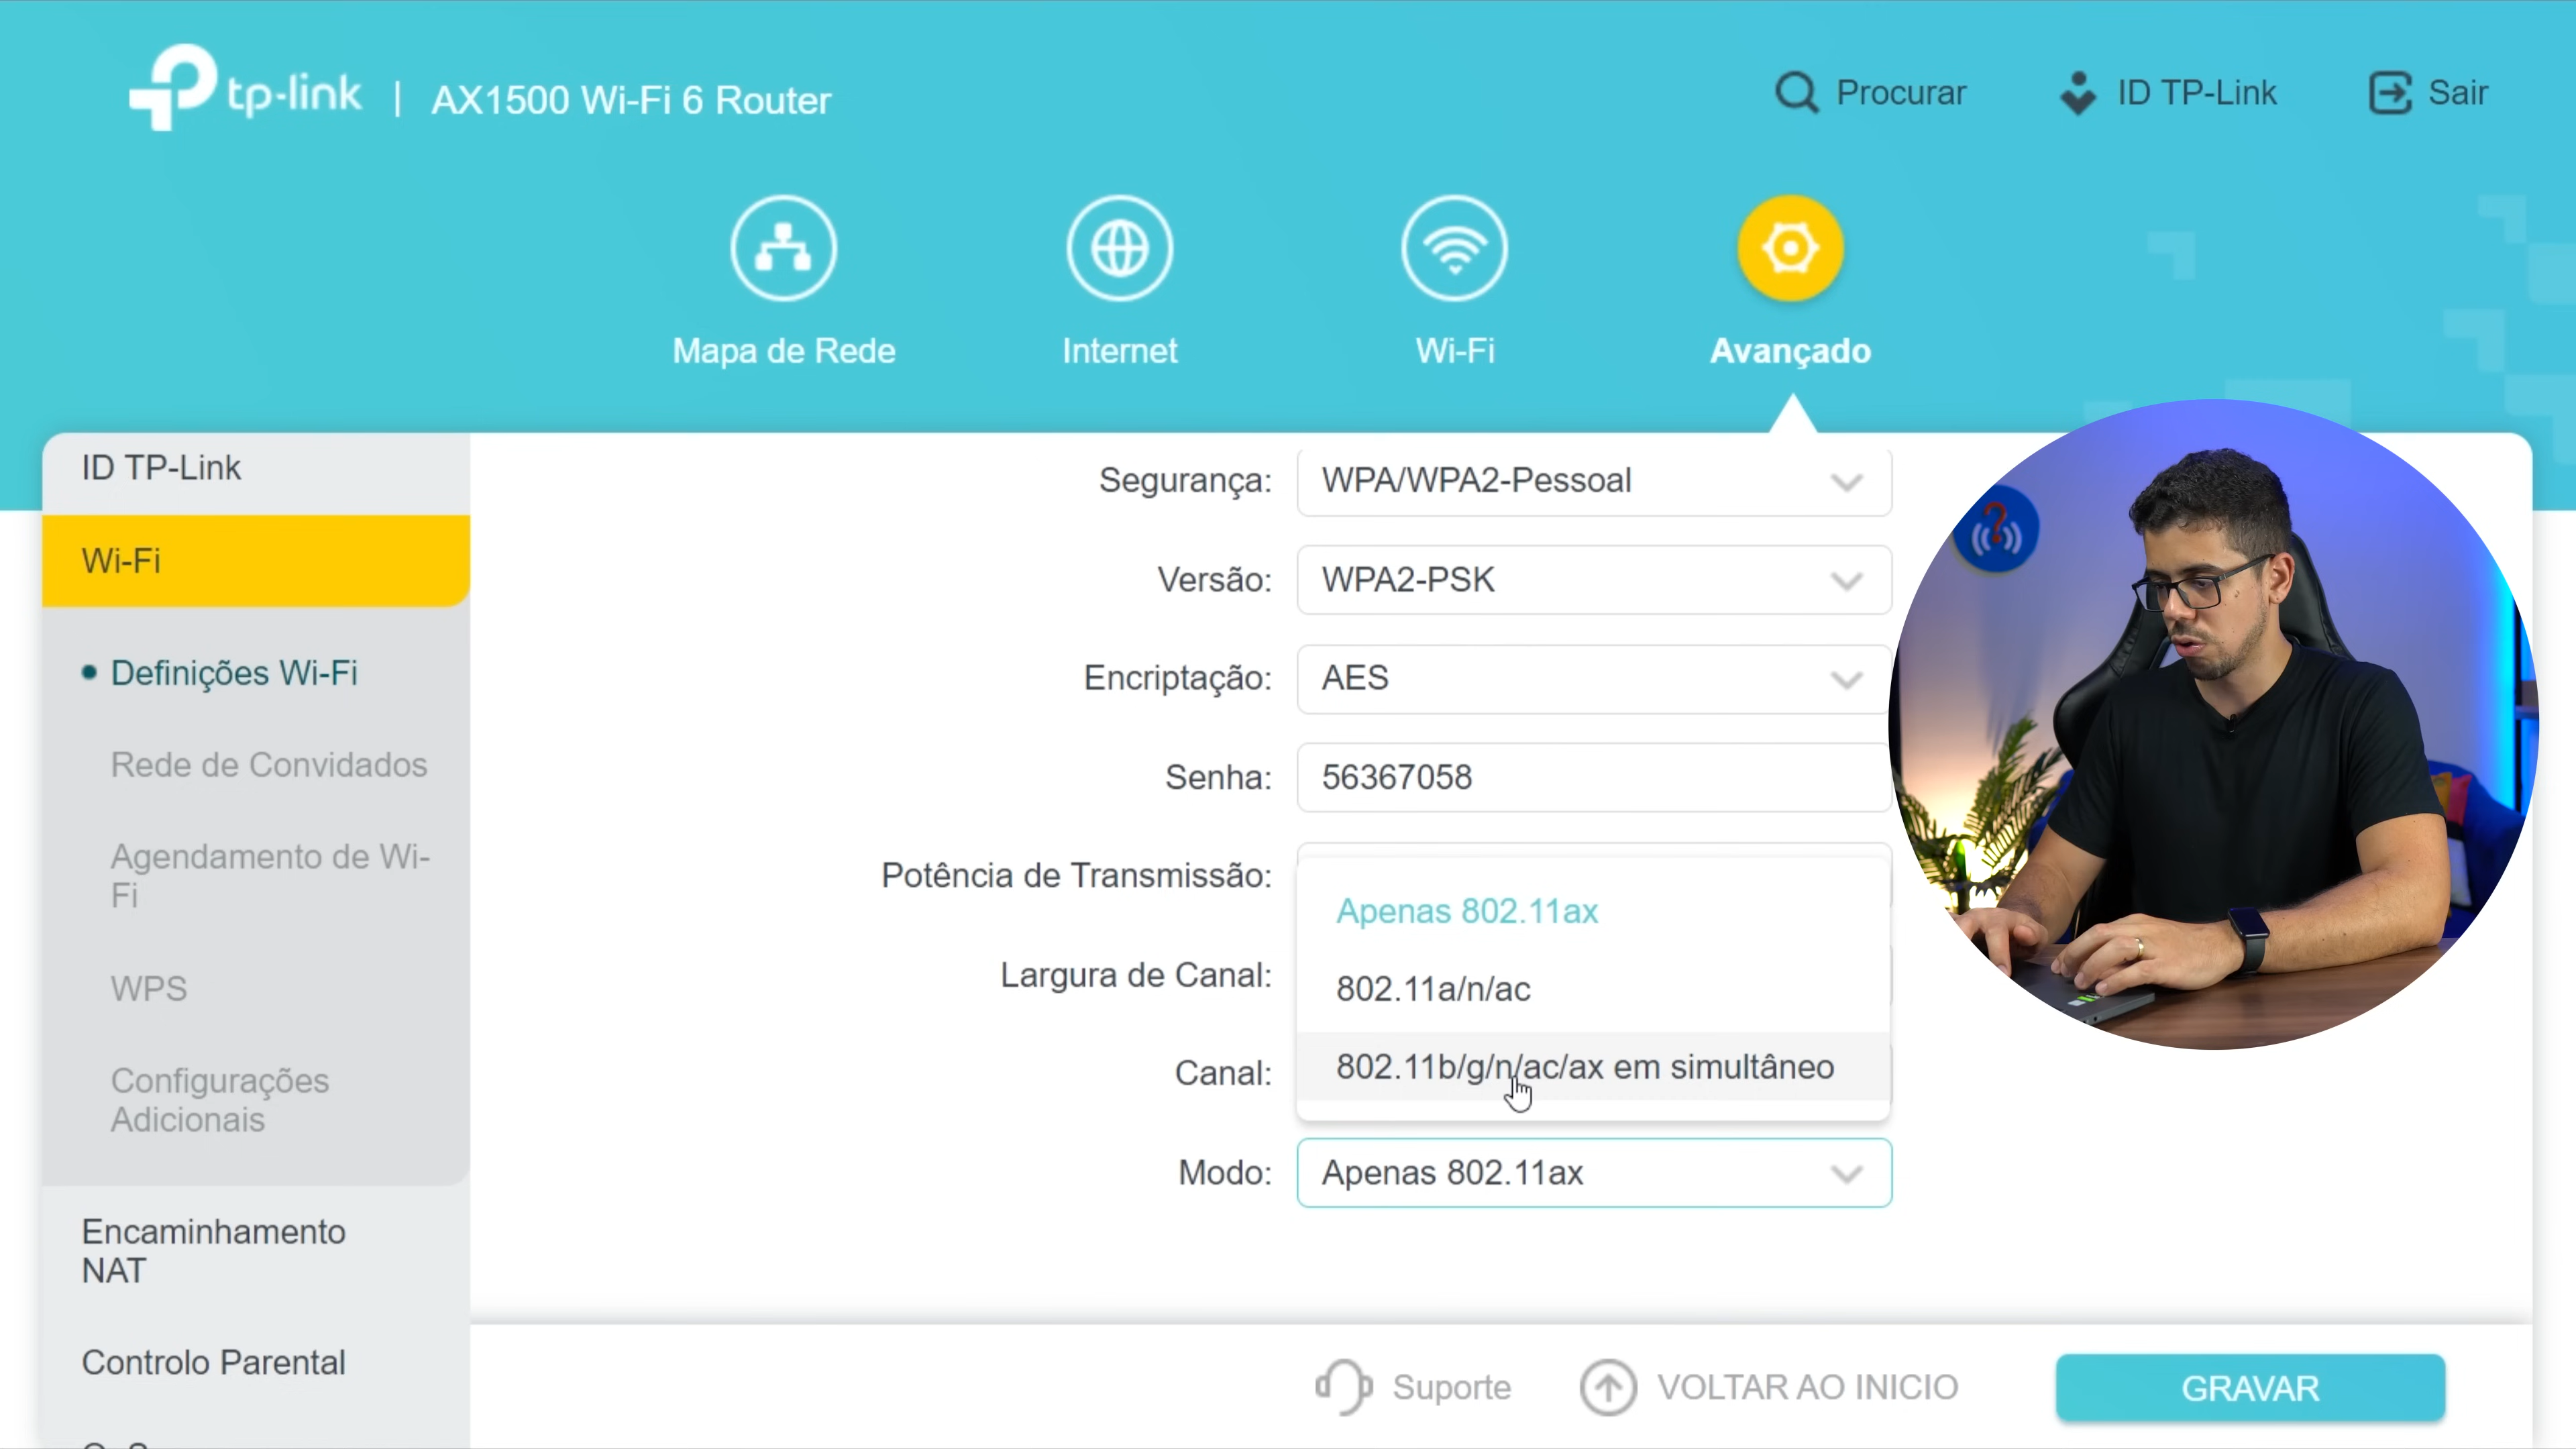 tp-link | AX1500 Wi-Fi 6 Router
Procurar
ID TP-Link
Sair
Mapa de Rede
Internet
Wi-Fi
Avançado
ID TP-Link
Wi-Fi
Definições Wi-Fi
Rede de Convidados
Agendamento de Wi-
Fi
WPS
Configurações
Adicionais
Encaminhamento
NAT
Controlo Parental
Segurança: WPA/WPA2-Pessoal
Versão: WPA2-PSK
Encriptação: AES
Senha: 56367058
Potência de Transmissão:
Apenas 802.11ax
Largura de Canal:
802.11a/n/ac
Canal:
802.11b/g/n/ac/ax em simultâneo
Modo: Apenas 802.11ax
Suporte
VOLTAR AO INICIO
GRAVAR